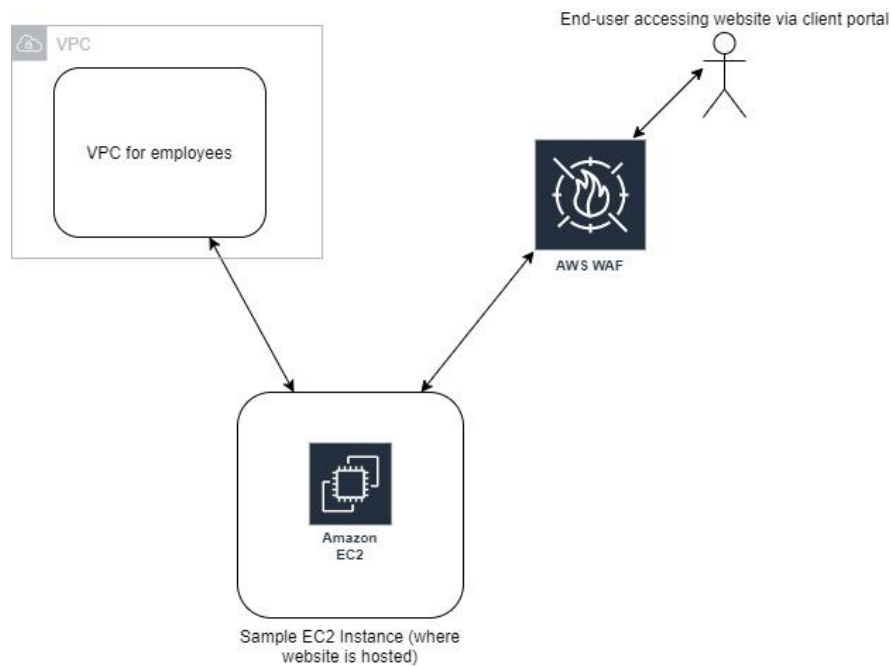 End-user accessing website via client portal
VPC
VPC for employees
AWS WAF
Amazon
EC2
Sample EC2 Instance (where
website is hosted)